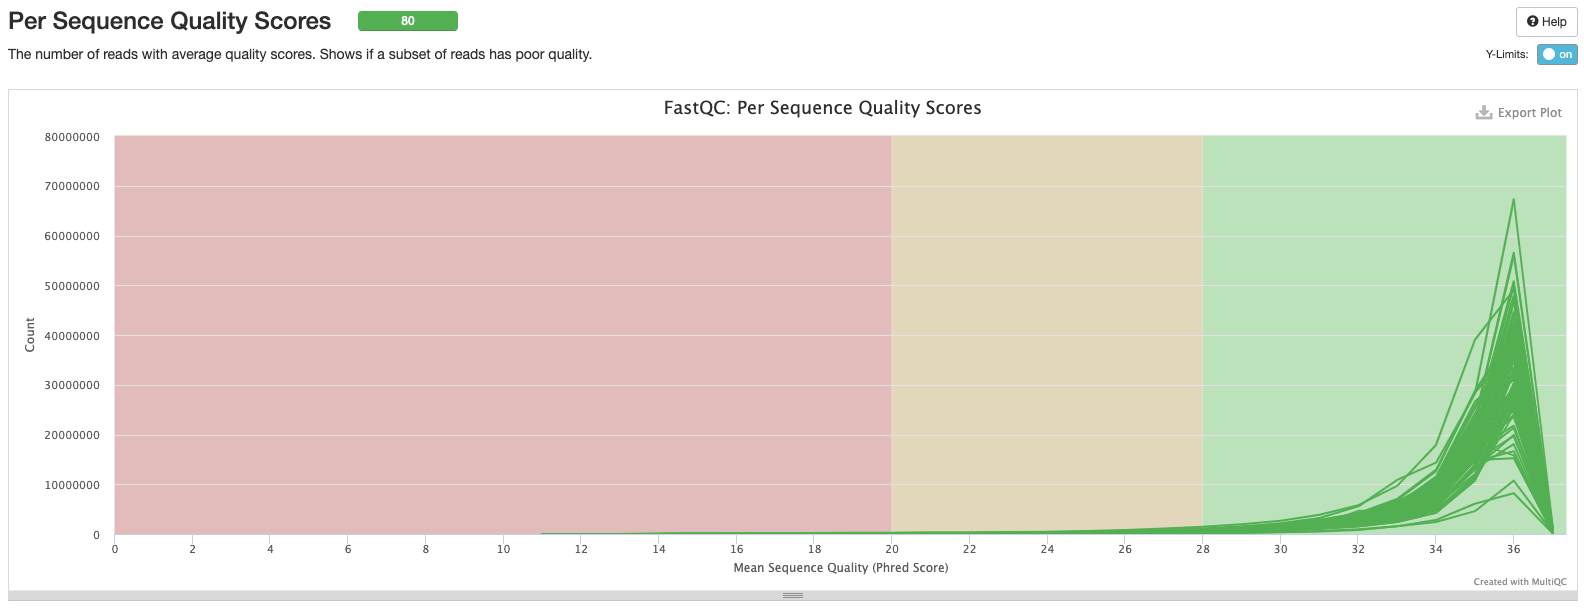 Per Sequence Quality Scores 80
Help
The number of reads with average quality scores. Shows if a subset of reads has poor quality.
Y-Limits: on
FastQC: Per Sequence Quality Scores
Export Plot
80000000
70000000
60000000
50000000
40000000
30000000
20000000
10000000
0
Count
0 2 4 6 8 10 12 14 16 18 20 22 24 26 28 30 32 34 36
Mean Sequence Quality (Phred Score)
Created with MultiQC